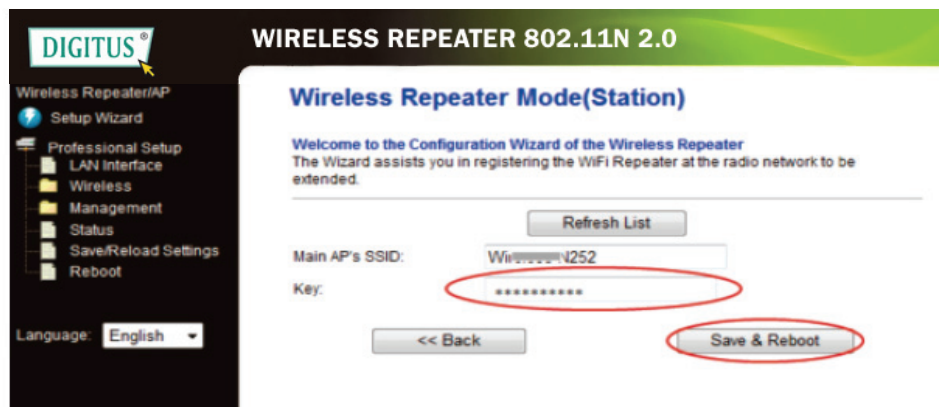 DIGITUS®
WIRELESS REPEATER 802.11N 2.0
Wireless Repeater/AP
Setup Wizard
Professional Setup
LAN Interface
Wireless
Management
Status
Save/Reload Settings
Reboot
Language: English
Wireless Repeater Mode(Station)
Welcome to the Configuration Wizard of the Wireless Repeater
The Wizard assists you in registering the WiFi Repeater at the radio network to be
extended.
Refresh List
Main AP's SSID:
Key: **********
<< Back Save & Reboot